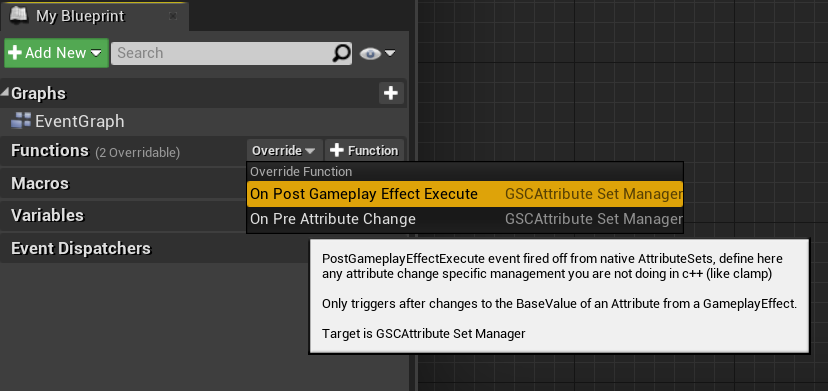 My Blueprint
Add New
Search
Graphs
EventGraph
Functions (2 Overridable) Override Function
Override Function
Macros
On Post Gameplay Effect Execute GSCAttribute Set Manager
Variables
On Pre Attribute Change GSCAttribute Set Manager
Event Dispatchers
PostGameplayEffectExecute event fired off from native AttributeSets, define here
any attribute change specific management you are not doing in c++ (like clamp)
Only triggers after changes to the BaseValue of an Attribute from a GameplayEffect.
Target is GSCAttribute Set Manager